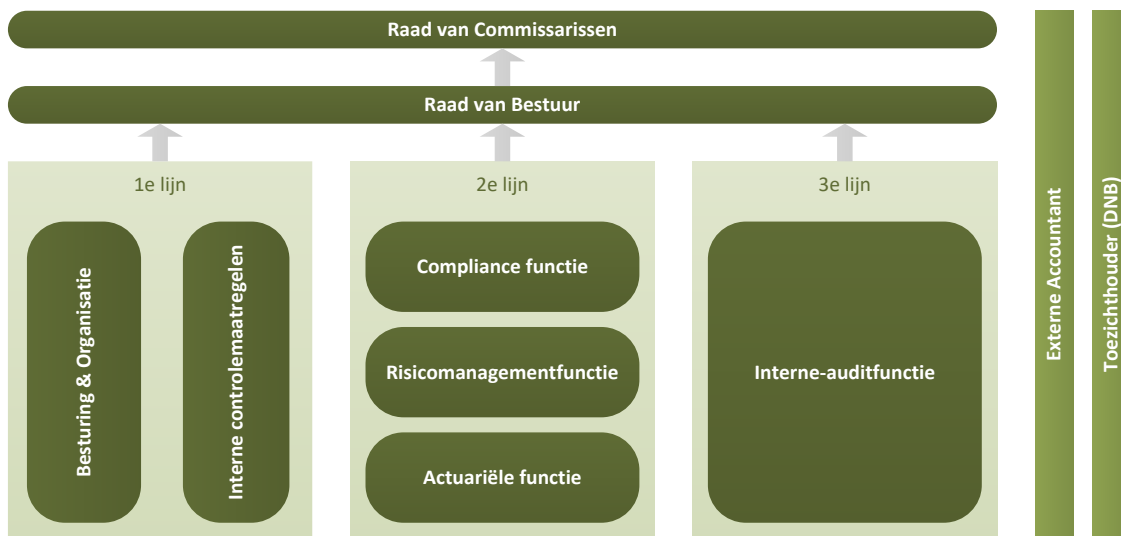 Raad van Commissarissen
Raad van Bestuur
1e lijn
Besturing & Organisatie
Interne controlemaatregelen
2e lijn
Compliance functie
Risicomanagementfunctie
Actuariële functie
3e lijn
Interne-auditfunctie
Externe Accountant
Toezichthouder (DNB)